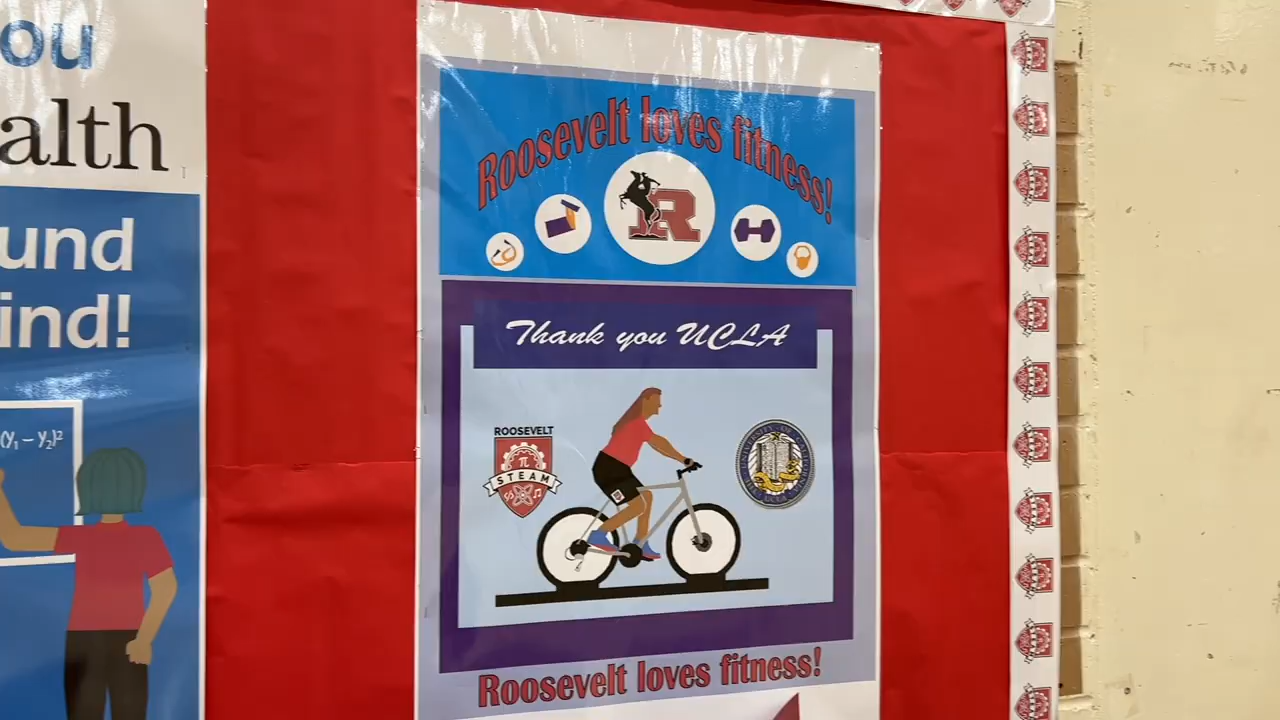 ou
alth
und
ind!
(y₁ – y₂)²
Roosevelt loves fitness!
R
Thank you UCLA
ROOSEVELT
π
STEAM
Roosevelt loves fitness!